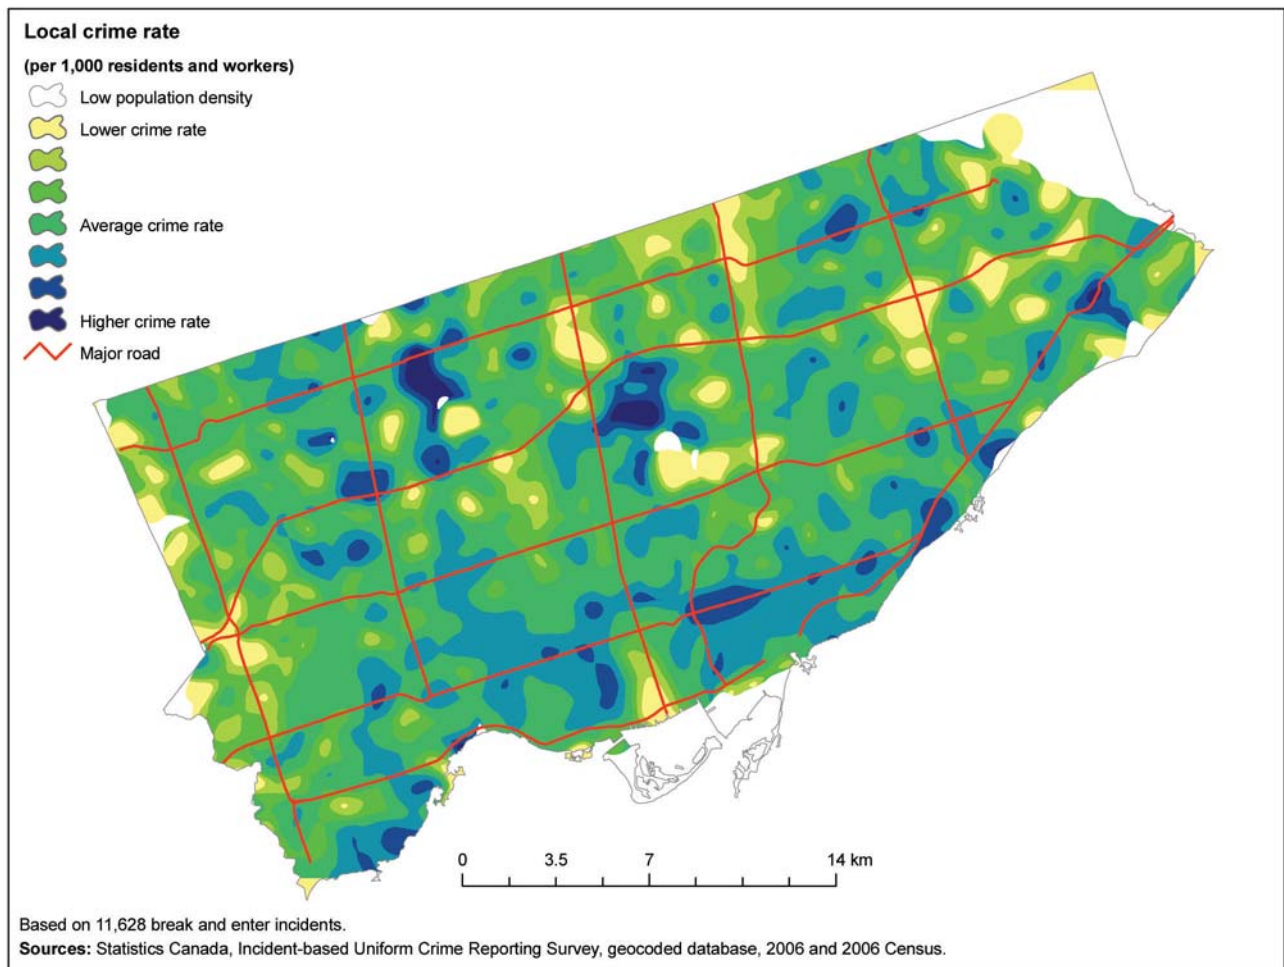 Local crime rate
(per 1,000 residents and workers)
Low population density
Lower crime rate
Average crime rate
Higher crime rate
Major road
0 3.5 7 14 km
Based on 11,628 break and enter incidents.
Sources: Statistics Canada, Incident-based Uniform Crime Reporting Survey, geocoded database, 2006 and 2006 Census.